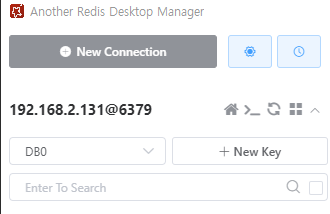 Another Redis Desktop Manager
New Connection
192.168.2.131@6379
DB0
New Key
Enter To Search